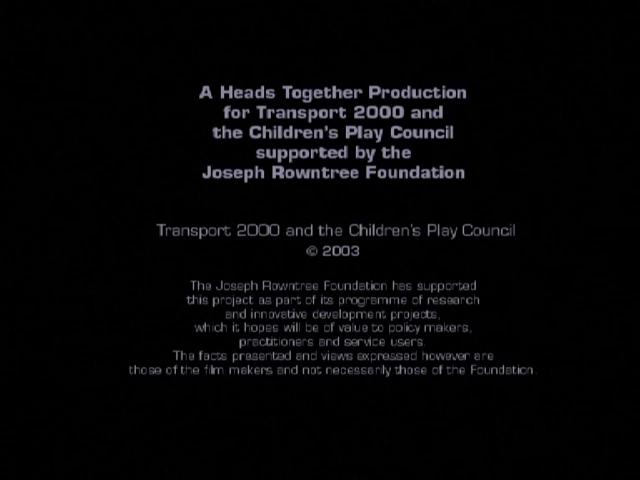 A Heads Together Production
for Transport 2000 and
the Children's Play Council
supported by the
Joseph Rowntree Foundation
Transport 2000 and the Children's Play Council
© 2003
The Joseph Rowntree Foundation has supported
this project as part of its programme of research
and innovative development projects,
which it hopes will be of value to policy makers,
practitioners and service users.
The facts presented and views expressed however are
those of the film makers and not necessarily those of the Foundation.